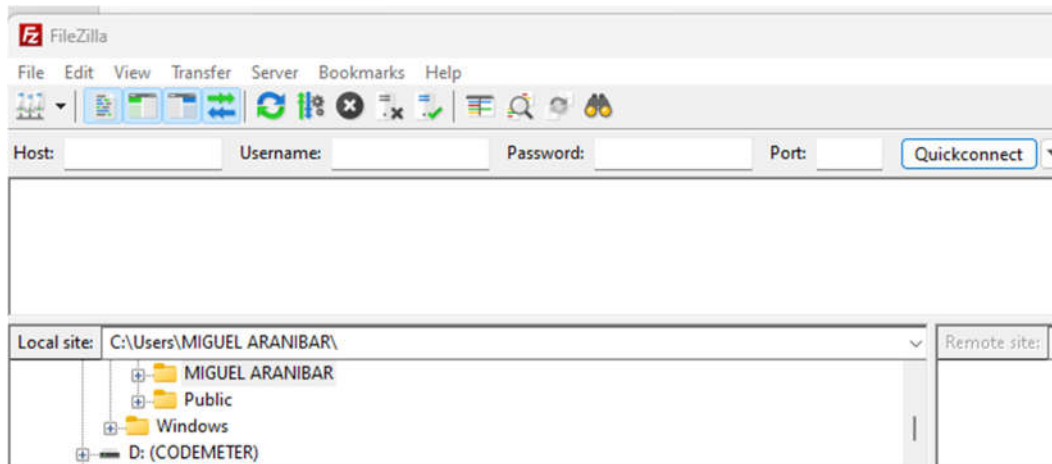 FileZilla
File Edit View Transfer Server Bookmarks Help
Host: Username: Password: Port: Quickconnect
Local site: C:\Users\MIGUEL ARANIBAR\ Remote site:
MIGUEL ARANIBAR
Public
Windows
D: (CODEMETER)